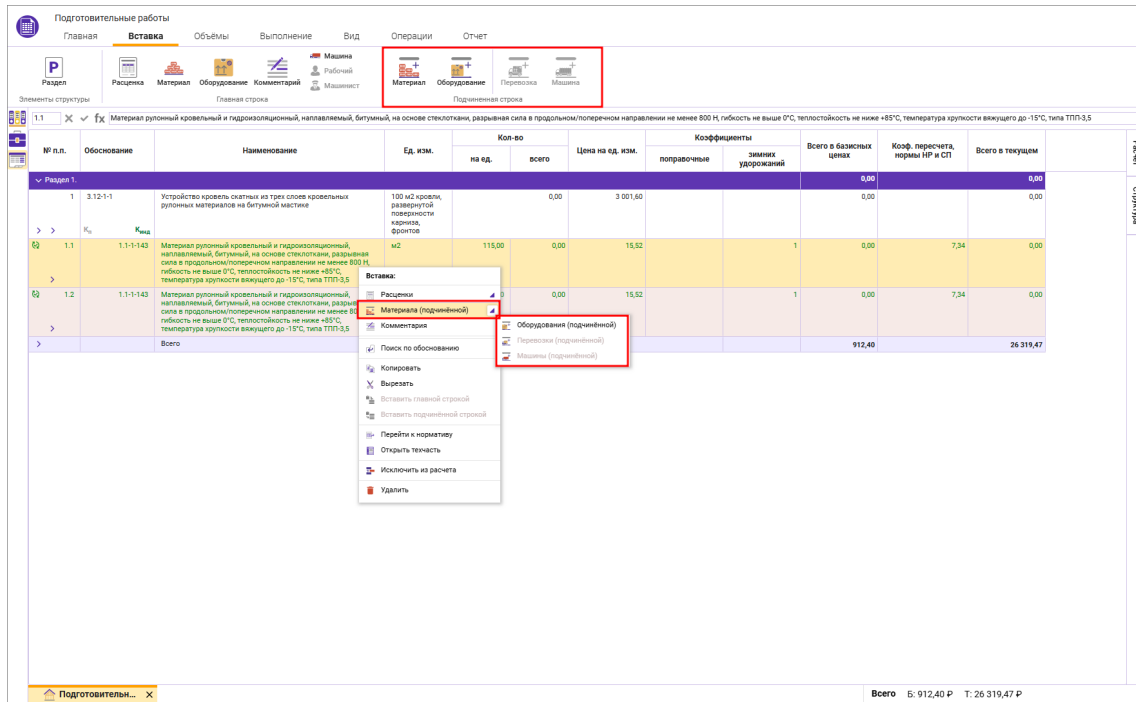 Подготовительные работы
Главная Вставка Объёмы Выполнение Вид Операции Отчет
Раздел Расценка Материал Оборудование Комментарий Машина Рабочий Машинист Материал Оборудование Перевозка Машина
Элементы структуры Главная строка Подчиненная строка
1.1 fx Материал рулонный кровельный и гидроизоляционный, наплавляемый, битумный, на основе стеклоткани, разрывная сила в продольном/поперечном направлении не менее 800 Н, гибкость не выше 0°С, теплостойкость не ниже +85°С, температура хрупкости вяжущего до -15°С, типа ТПП-3,5
№ п.п. Обоснование Наименование Ед. изм. Кол-во Цена на ед. изм. Коэффициенты Всего в базисных ценах Коэф. пересчета, нормы НР и СП Всего в текущем
на ед. всего поправочные зимних удорожаний
Раздел 1. 0,00 0,00
1 3.12-1-1 Устройство кровель скатных из трех слоев кровельных 100 м2 кровли, 0,00 3 001,60 0,00 0,00
рулонных материалов на битумной мастике развернутой
поверхности
карниза,
Кп Кинд фронтов
1.1 1.1-1-143 Материал рулонный кровельный и гидроизоляционный, м2 115,00 0,00 15,52 1 0,00 7,34 0,00
наплавляемый, битумный, на основе стеклоткани, разрывная
сила в продольном/поперечном направлении не менее 800 Н,
гибкость не выше 0°С, теплостойкость не ниже +85°С,
температура хрупкости вяжущего до -15°С, типа ТПП-3,5
1.2 1.1-1-143 Материал рулонный кровельный и гидроизоляционный, 0 0,00 15,52 1 0,00 7,34 0,00
наплавляемый, битумный, на основе стеклоткани, разрыв
сила в продольном/поперечном направлении не менее 80
гибкость не выше 0°С, теплостойкость не ниже +85°С,
температура хрупкости вяжущего до -15°С, типа ТПП-3,5
Всего 912,40 26 319,47
Вставка:
Расценки
Материала (подчинённой)
Комментария
Поиск по обоснованию
Копировать
Вырезать
Вставить главной строкой
Вставить подчинённой строкой
Перейти к нормативу
Открыть техчасть
Исключить из расчета
Удалить
Оборудования (подчинённой)
Перевозки (подчинённой)
Машины (подчинённой)
Структура
Подготовительн... Всего Б: 912,40 ₽ Т: 26 319,47 ₽